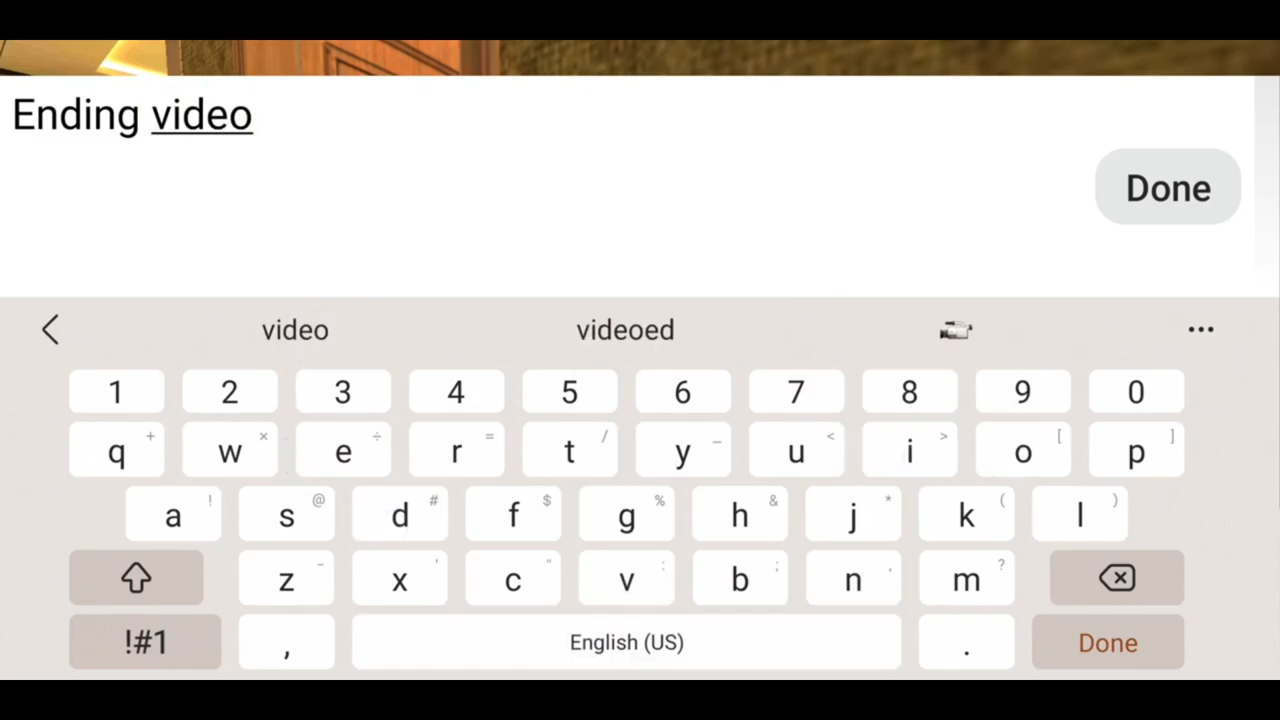 Ending video
Done
video videoed
1 2 3 4 5 6 7 8 9 0
q + w × e ÷ r = t / y _ u < i > o [ p ]
a ! s @ d # f $ g % h & j * k ( l )
z - x ' c " v : b ; n , m ?
!#1 , English (US) . Done